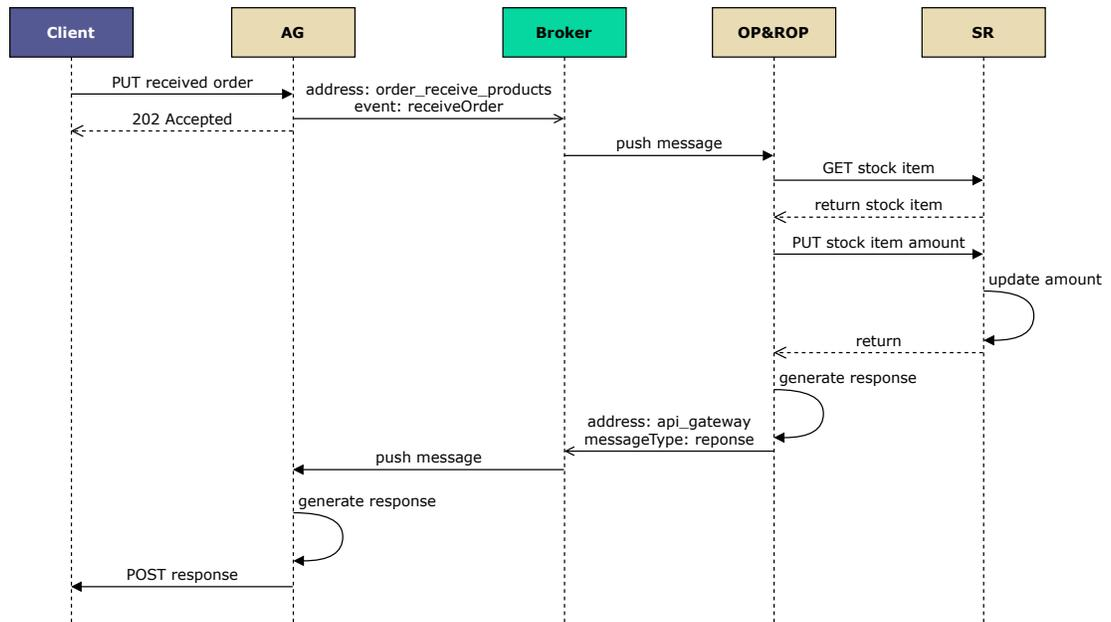 Client
AG
Broker
OP&ROP
SR
PUT received order
address: order_receive_products
event: receiveOrder
202 Accepted
push message
GET stock item
return stock item
PUT stock item amount
update amount
return
generate response
address: api_gateway
messageType: reponse
push message
generate response
POST response